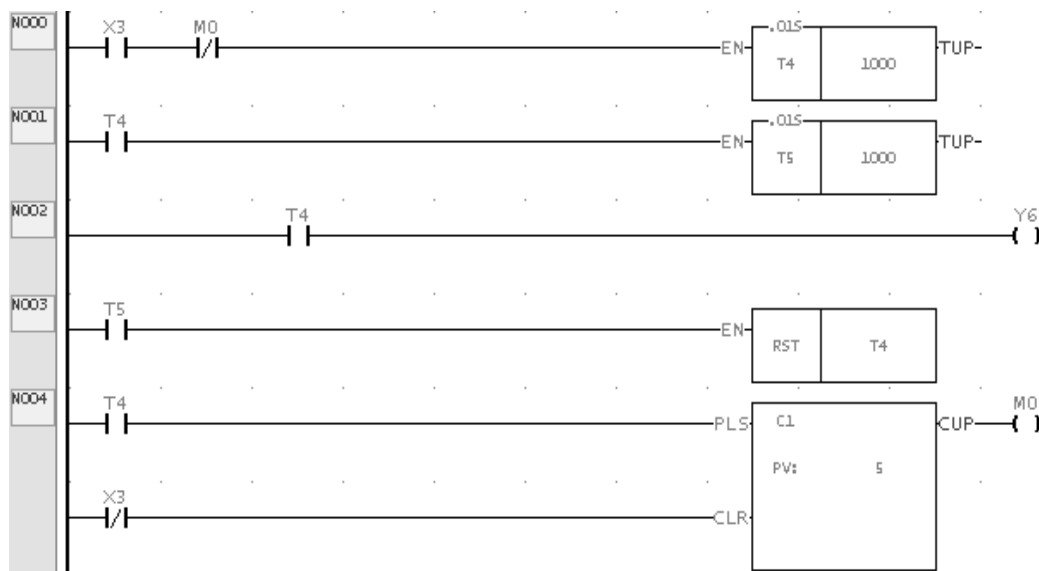 N000
X3 M0
EN .01S T4 1000 TUP
N001
T4
EN .01S T5 1000 TUP
N002
T4 Y6
N003
T5
EN RST T4
N004
T4 M0
PLS C1 CUP
PV: 5
X3
CLR